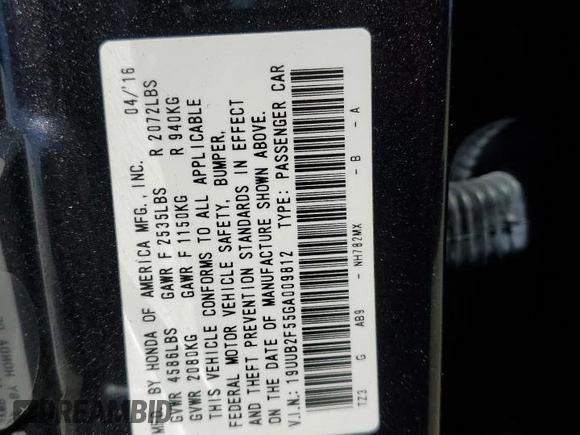 MFD BY HONDA OF AMERICA MFG., INC. 04/'16
GVWR 4586LBS GAWR F 2535LBS R 2072LBS
GVWR 2080KG GAWR F 1150KG R 940KG
THIS VEHICLE CONFORMS TO ALL APPLICABLE
FEDERAL MOTOR VEHICLE SAFETY, BUMPER,
AND THEFT PREVENTION STANDARDS IN EFFECT
ON THE DATE OF MANUFACTURE SHOWN ABOVE.
V.I.N.: 19UUB2F55GA009812 TYPE: PASSENGER CAR
TZ3 G AB9 - NH782MX - B - A
DREAMBID